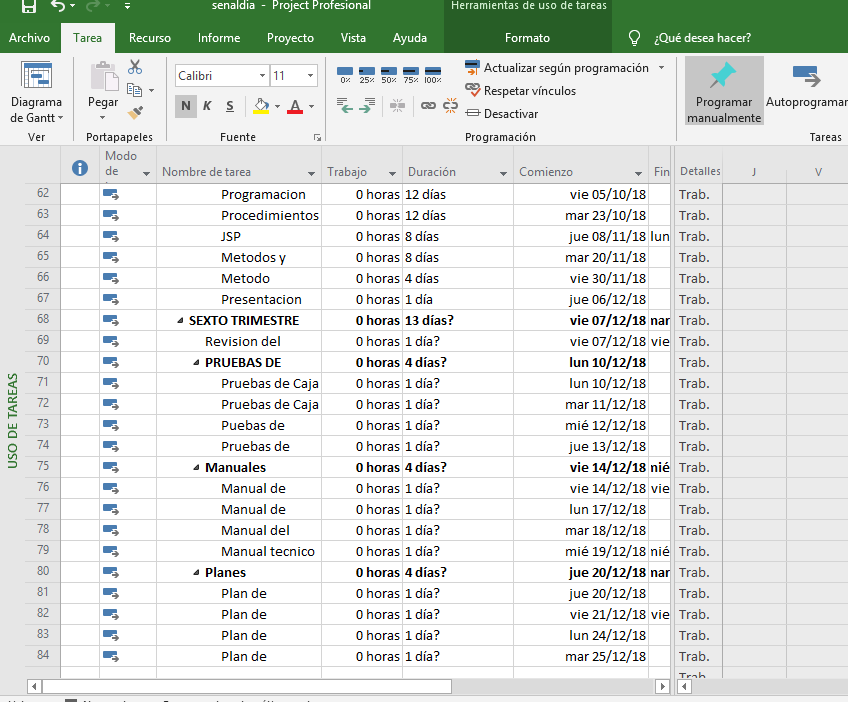 senaldia - Project Profesional
Herramientas de uso de tareas
Archivo Tarea Recurso Informe Proyecto Vista Ayuda Formato ¿Qué desea hacer?
Diagrama de Gantt
Ver
Pegar
Portapapeles
Calibri 11
N K S A
Fuente
0% 25% 50% 75% 100%
Actualizar según programación
Respetar vínculos
Desactivar
Programación
Programar manualmente
Autoprogramar
Tareas
Modo de Nombre de tarea Trabajo Duración Comienzo Fin Detalles J V
USO DE TAREAS
62 Programacion 0 horas 12 días vie 05/10/18 Trab.
63 Procedimientos 0 horas 12 días mar 23/10/18 Trab.
64 JSP 0 horas 8 días jue 08/11/18 lun Trab.
65 Metodos y 0 horas 8 días mar 20/11/18 Trab.
66 Metodo 0 horas 4 días vie 30/11/18 Trab.
67 Presentacion 0 horas 1 día jue 06/12/18 Trab.
68 SEXTO TRIMESTRE 0 horas 13 días? vie 07/12/18 Trab.
69 Revision del 0 horas 1 día? vie 07/12/18 vie Trab.
70 PRUEBAS DE 0 horas 4 días? lun 10/12/18 Trab.
71 Pruebas de Caja 0 horas 1 día? lun 10/12/18 Trab.
72 Pruebas de Caja 0 horas 1 día? mar 11/12/18 Trab.
73 Puebas de 0 horas 1 día? mié 12/12/18 Trab.
74 Pruebas de 0 horas 1 día? jue 13/12/18 Trab.
75 Manuales 0 horas 4 días? vie 14/12/18 mié Trab.
76 Manual de 0 horas 1 día? vie 14/12/18 vie Trab.
77 Manual de 0 horas 1 día? lun 17/12/18 Trab.
78 Manual del 0 horas 1 día? mar 18/12/18 Trab.
79 Manual tecnico 0 horas 1 día? mié 19/12/18 mié Trab.
80 Planes 0 horas 4 días? jue 20/12/18 Trab.
81 Plan de 0 horas 1 día? jue 20/12/18 Trab.
82 Plan de 0 horas 1 día? vie 21/12/18 vie Trab.
83 Plan de 0 horas 1 día? lun 24/12/18 Trab.
84 Plan de 0 horas 1 día? mar 25/12/18 Trab.
Trab.